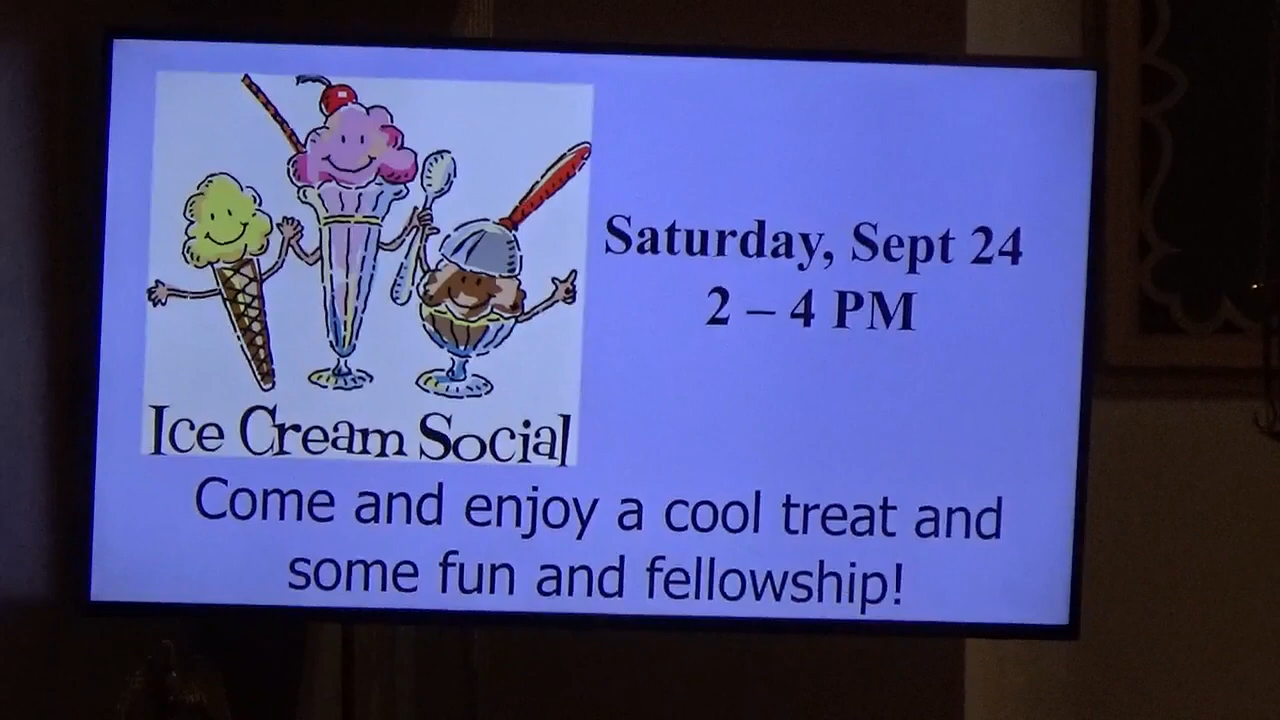 Saturday, Sept 24
2 – 4 PM
Ice Cream Social
Come and enjoy a cool treat and
some fun and fellowship!